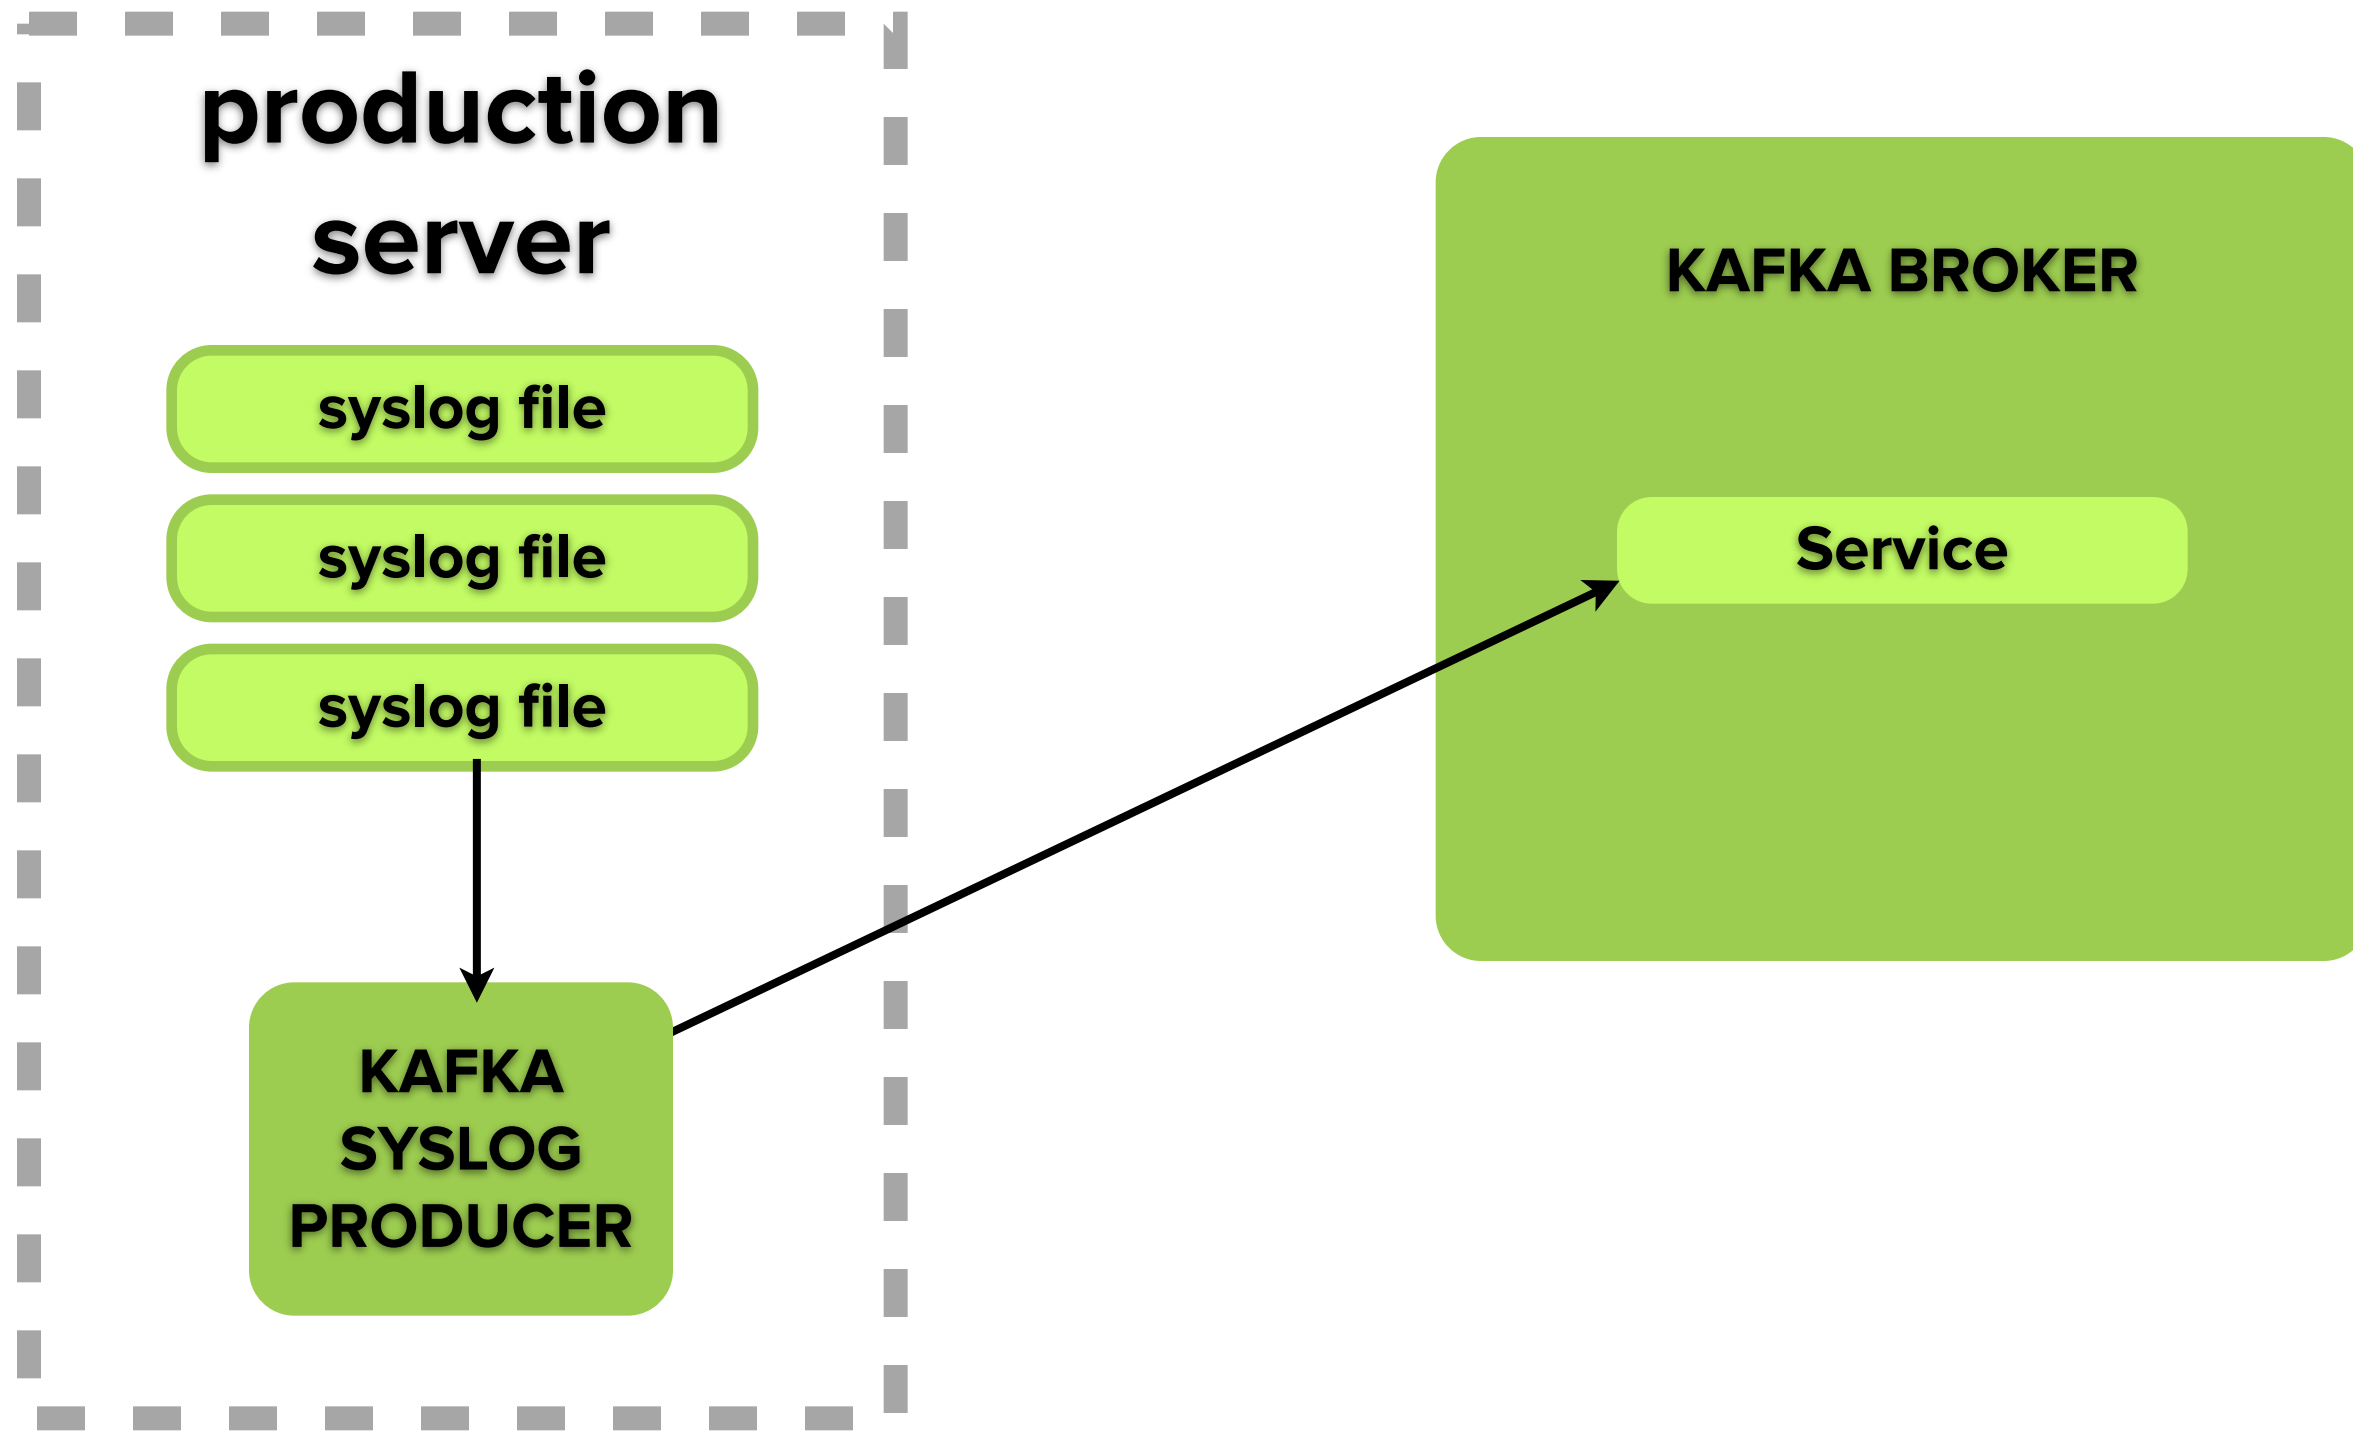 production
server
syslog file
syslog file
syslog file
KAFKA
SYSLOG
PRODUCER
KAFKA BROKER
Service